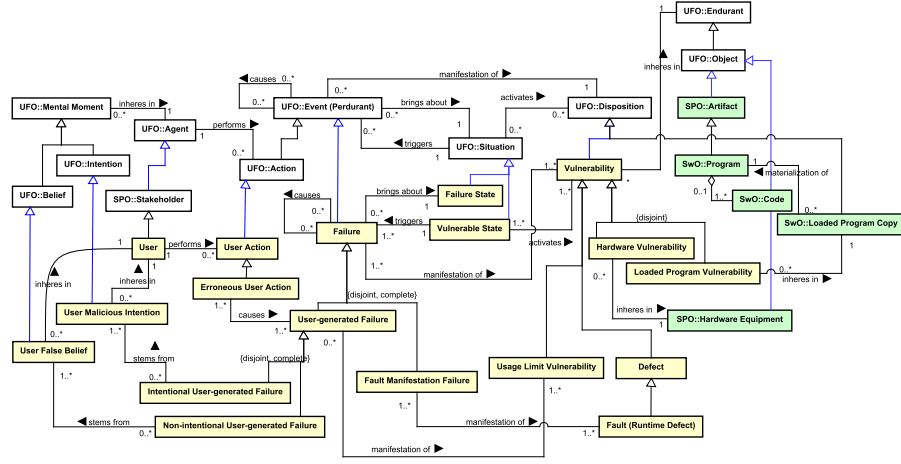 UFO::Endurant
1
UFO::Object
inheres in
causes
0..*
0..*
manifestation of
1
0..*
UFO::Mental Moment
inheres in
0..*
1
UFO::Agent
performs
1
0..*
UFO::Event (Perdurant)
brings about
0..*
1
activates
0..*
0..*
UFO::Disposition
SPO::Artifact
triggers
0..*
1
UFO::Situation
UFO::Intention
UFO::Action
UFO::Belief
SPO::Stakeholder
1..*
Vulnerability
*
SwO::Program
1
materialization of
0..1
1..*
SwO::Code
0..*
SwO::Loaded Program Copy
causes
0..*
0..*
brings about
0..*
1
Failure State
1..*
Failure
triggers
1..*
1
Vulnerable State
1..*
activates
{disjoint}
User
1
1
1
performs
0..*
User Action
Hardware Vulnerability
Loaded Program Vulnerability
0..*
1
inheres in
inheres in
inheres in
0..*
1..*
manifestation of
0..*
Erroneous User Action
1..*
causes
1..*
{disjoint, complete}
User-generated Failure
User Malicious Intention
1..*
0..*
inheres in
1
SPO::Hardware Equipment
User False Belief
1..*
0..*
stems from
0..*
{disjoint, complete}
1..*
Usage Limit Vulnerability
Defect
Intentional User-generated Failure
Fault Manifestation Failure
1..*
stems from
0..*
Non-intentional User-generated Failure
manifestation of
1..*
Fault (Runtime Defect)
manifestation of